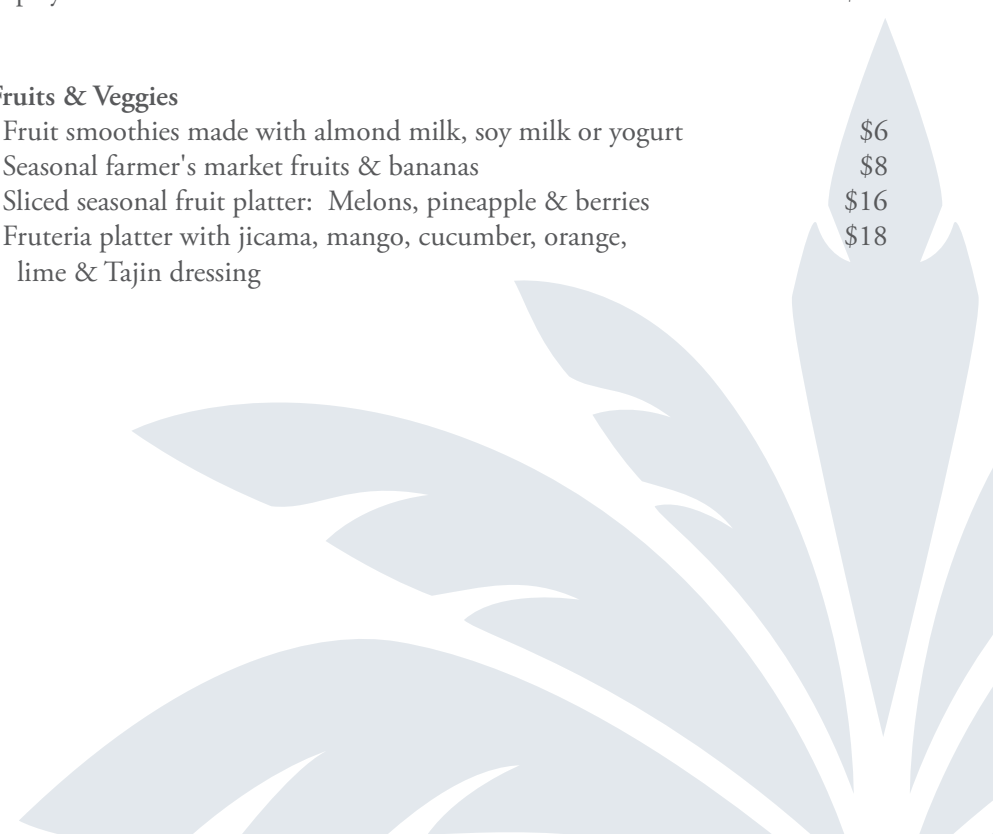 Fruits & Veggies
Fruit smoothies made with almond milk, soy milk or yogurt $6
Seasonal farmer's market fruits & bananas $8
Sliced seasonal fruit platter:  Melons, pineapple & berries $16
Fruteria platter with jicama, mango, cucumber, orange, $18
lime & Tajin dressing